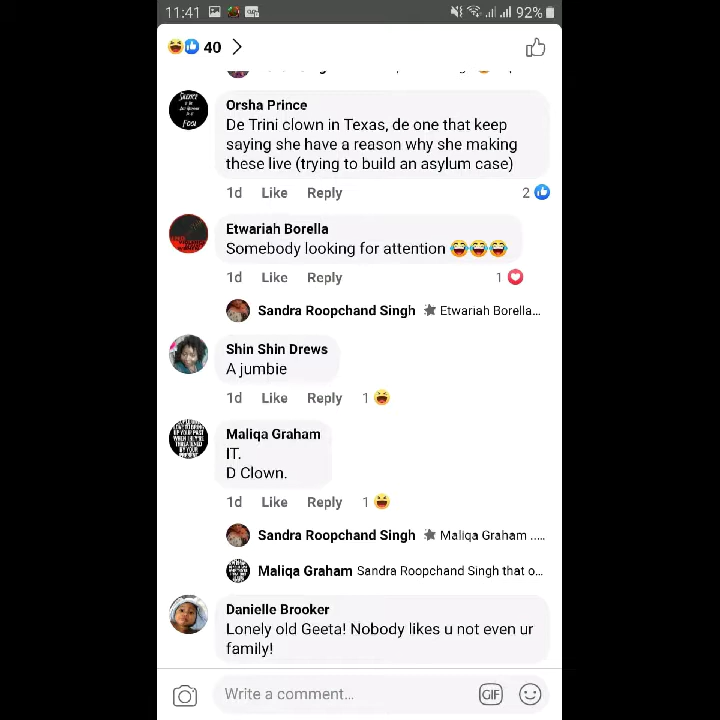 11:41 92%
40
Orsha Prince
De Trini clown in Texas, de one that keep
saying she have a reason why she making
these live (trying to build an asylum case)
1d Like Reply 2
Etwariah Borella
Somebody looking for attention 😂😂😂
1d Like Reply 1
Sandra Roopchand Singh Etwariah Borella...
Shin Shin Drews
A jumbie
1d Like Reply 1
Maliqa Graham
IT.
D Clown.
1d Like Reply 1
Sandra Roopchand Singh Maliqa Graham .....
Maliqa Graham Sandra Roopchand Singh that o...
Danielle Brooker
Lonely old Geeta! Nobody likes u not even ur
family!
Write a comment...
GIF